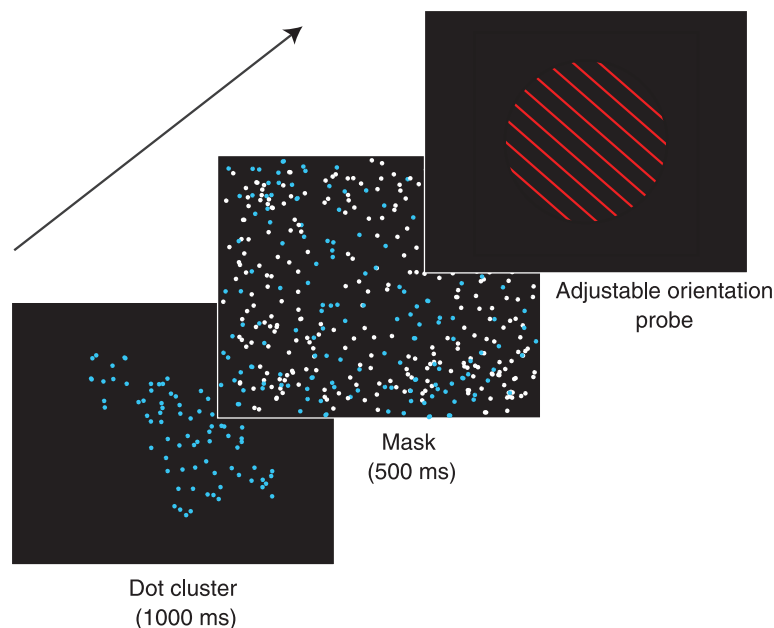 Adjustable orientation
probe
Mask
(500 ms)
Dot cluster
(1000 ms)